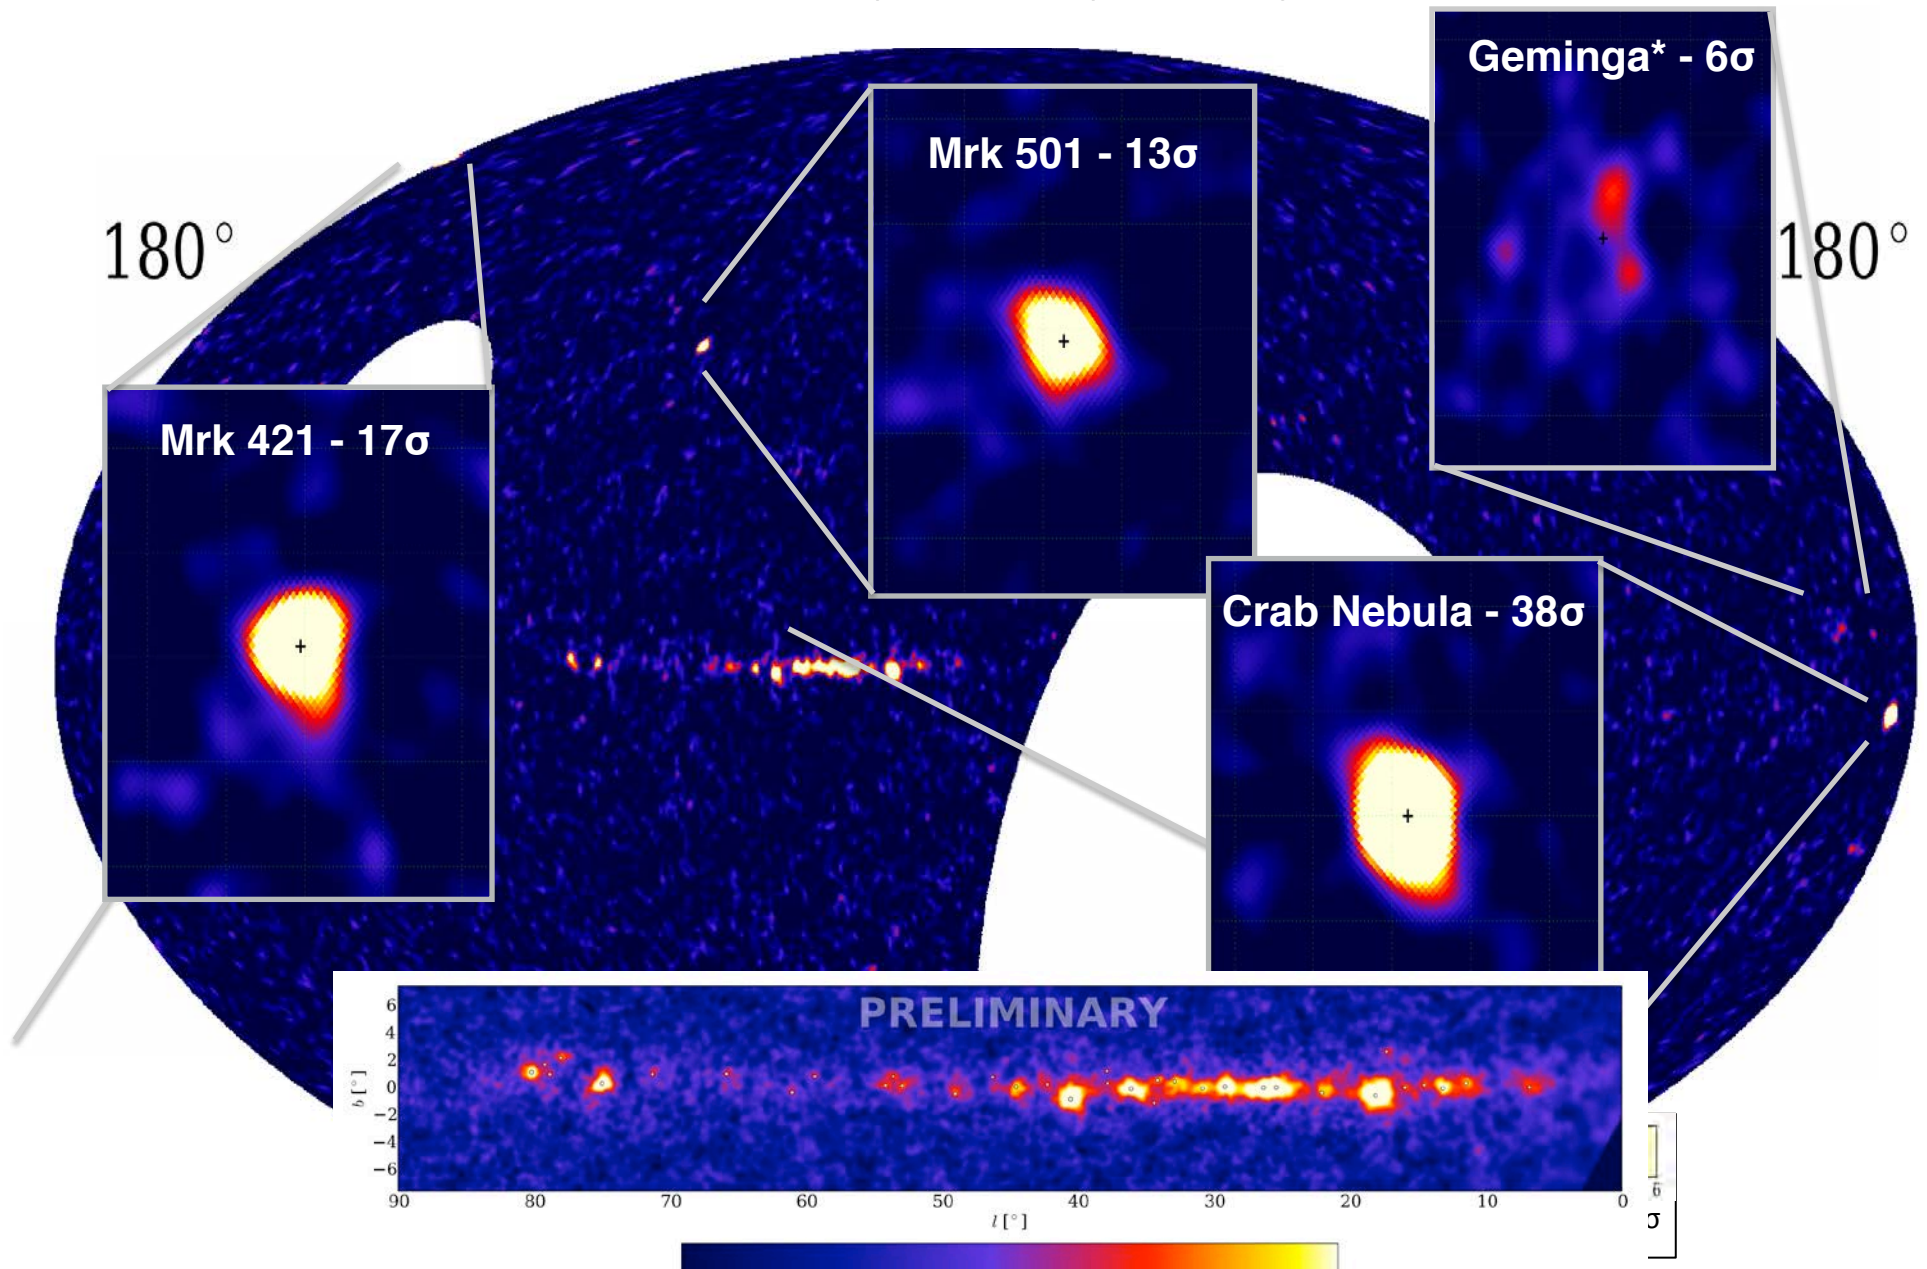 Geminga* - 6σ
Mrk 501 - 13σ
180°
180°
Mrk 421 - 17σ
Crab Nebula - 38σ
PRELIMINARY
6
4
2
0
−2
−4
−6
b [°]
90 80 70 60 50 40 30 20 10 0
l [°]
6
σ